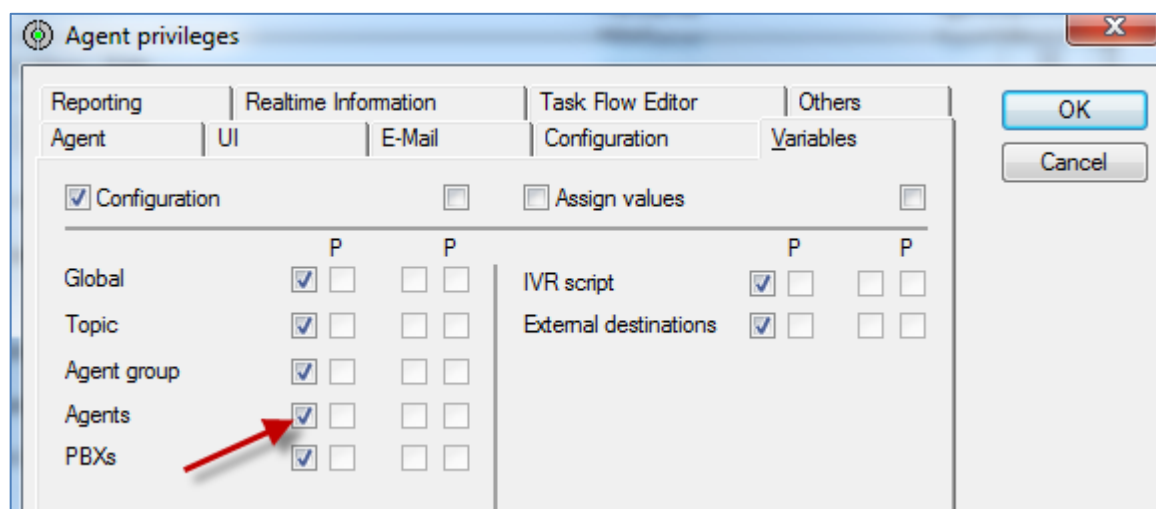 Agent privileges
Reporting Realtime Information Task Flow Editor Others
Agent UI E-Mail Configuration Variables
OK
Cancel
Configuration Assign values
P P P P
Global IVR script
Topic External destinations
Agent group
Agents
PBXs